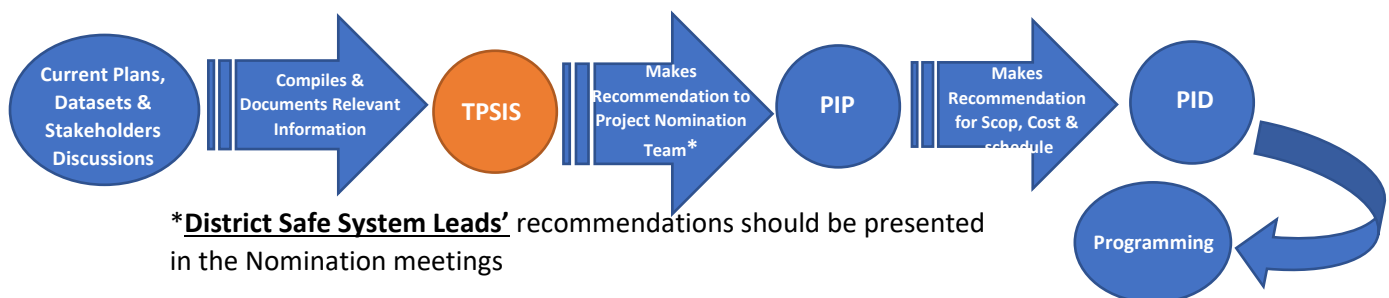 Current Plans,
Datasets &
Stakeholders
Discussions
Compiles &
Documents Relevant
Information
TPSIS
Makes
Recommendation to
Project Nomination
Team*
PIP
Makes
Recommendation
for Scop, Cost &
schedule
PID
Programming
*District Safe System Leads’ recommendations should be presented
in the Nomination meetings